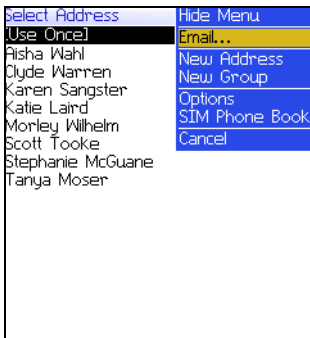 Select Address
[Use Once]
Aisha Wahl
Clyde Warren
Karen Sangster
Katie Laird
Morley Wilhelm
Scott Tooke
Stephanie McGuane
Tanya Moser
Hide Menu
Email...
New Address
New Group
Options
SIM Phone Book
Cancel